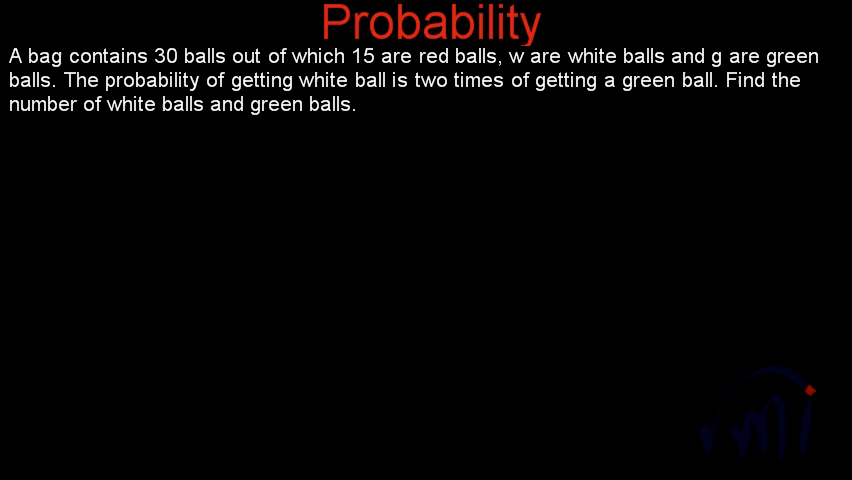 Probability
A bag contains 30 balls out of which 15 are red balls, w are white balls and g are green
balls. The probability of getting white ball is two times of getting a green ball. Find the
number of white balls and green balls.